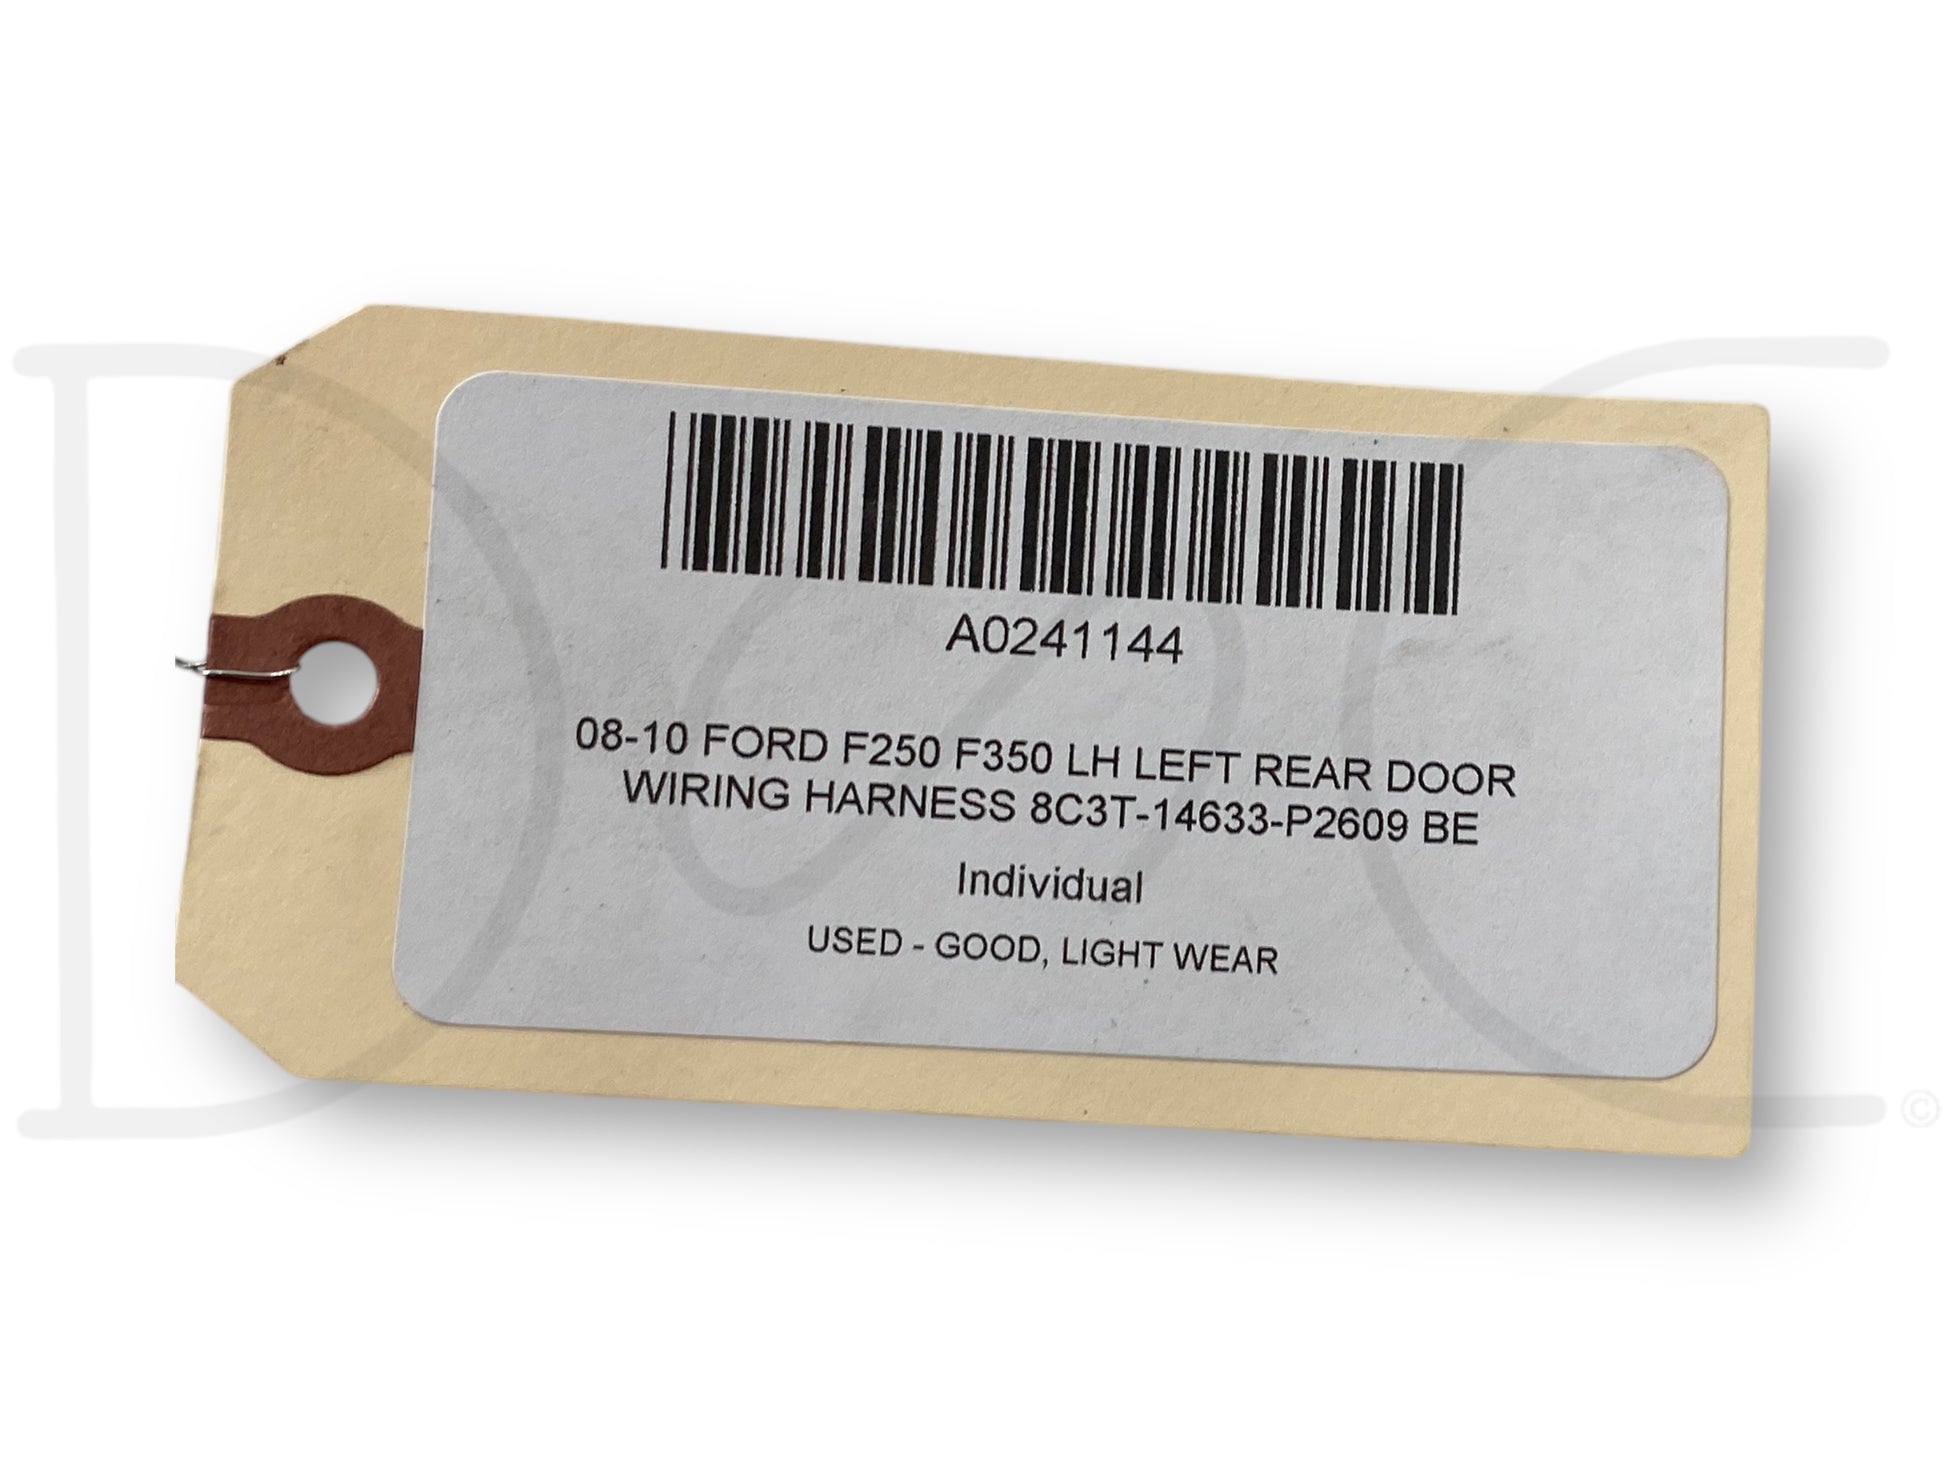 A0241144
08-10 FORD F250 F350 LH LEFT REAR DOOR
WIRING HARNESS 8C3T-14633-P2609 BE
Individual
USED - GOOD, LIGHT WEAR
©